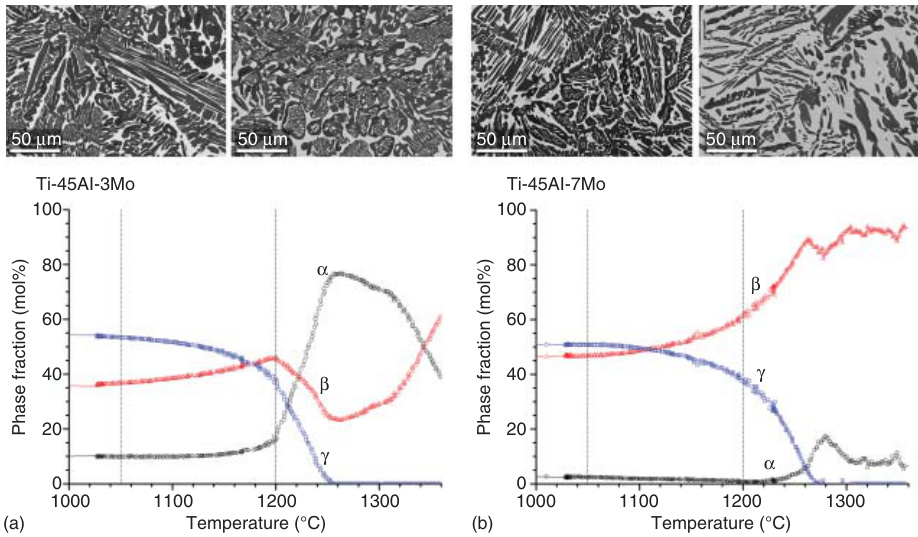 50 μm
50 μm
50 μm
50 μm
Ti-45Al-3Mo
Ti-45Al-7Mo
100
80
60
40
20
0
Phase fraction (mol%)
α
β
γ
1000
1100
1200
1300
Temperature (°C)
(a)
100
80
60
40
20
0
Phase fraction (mol%)
β
γ
α
1000
1100
1200
1300
Temperature (°C)
(b)